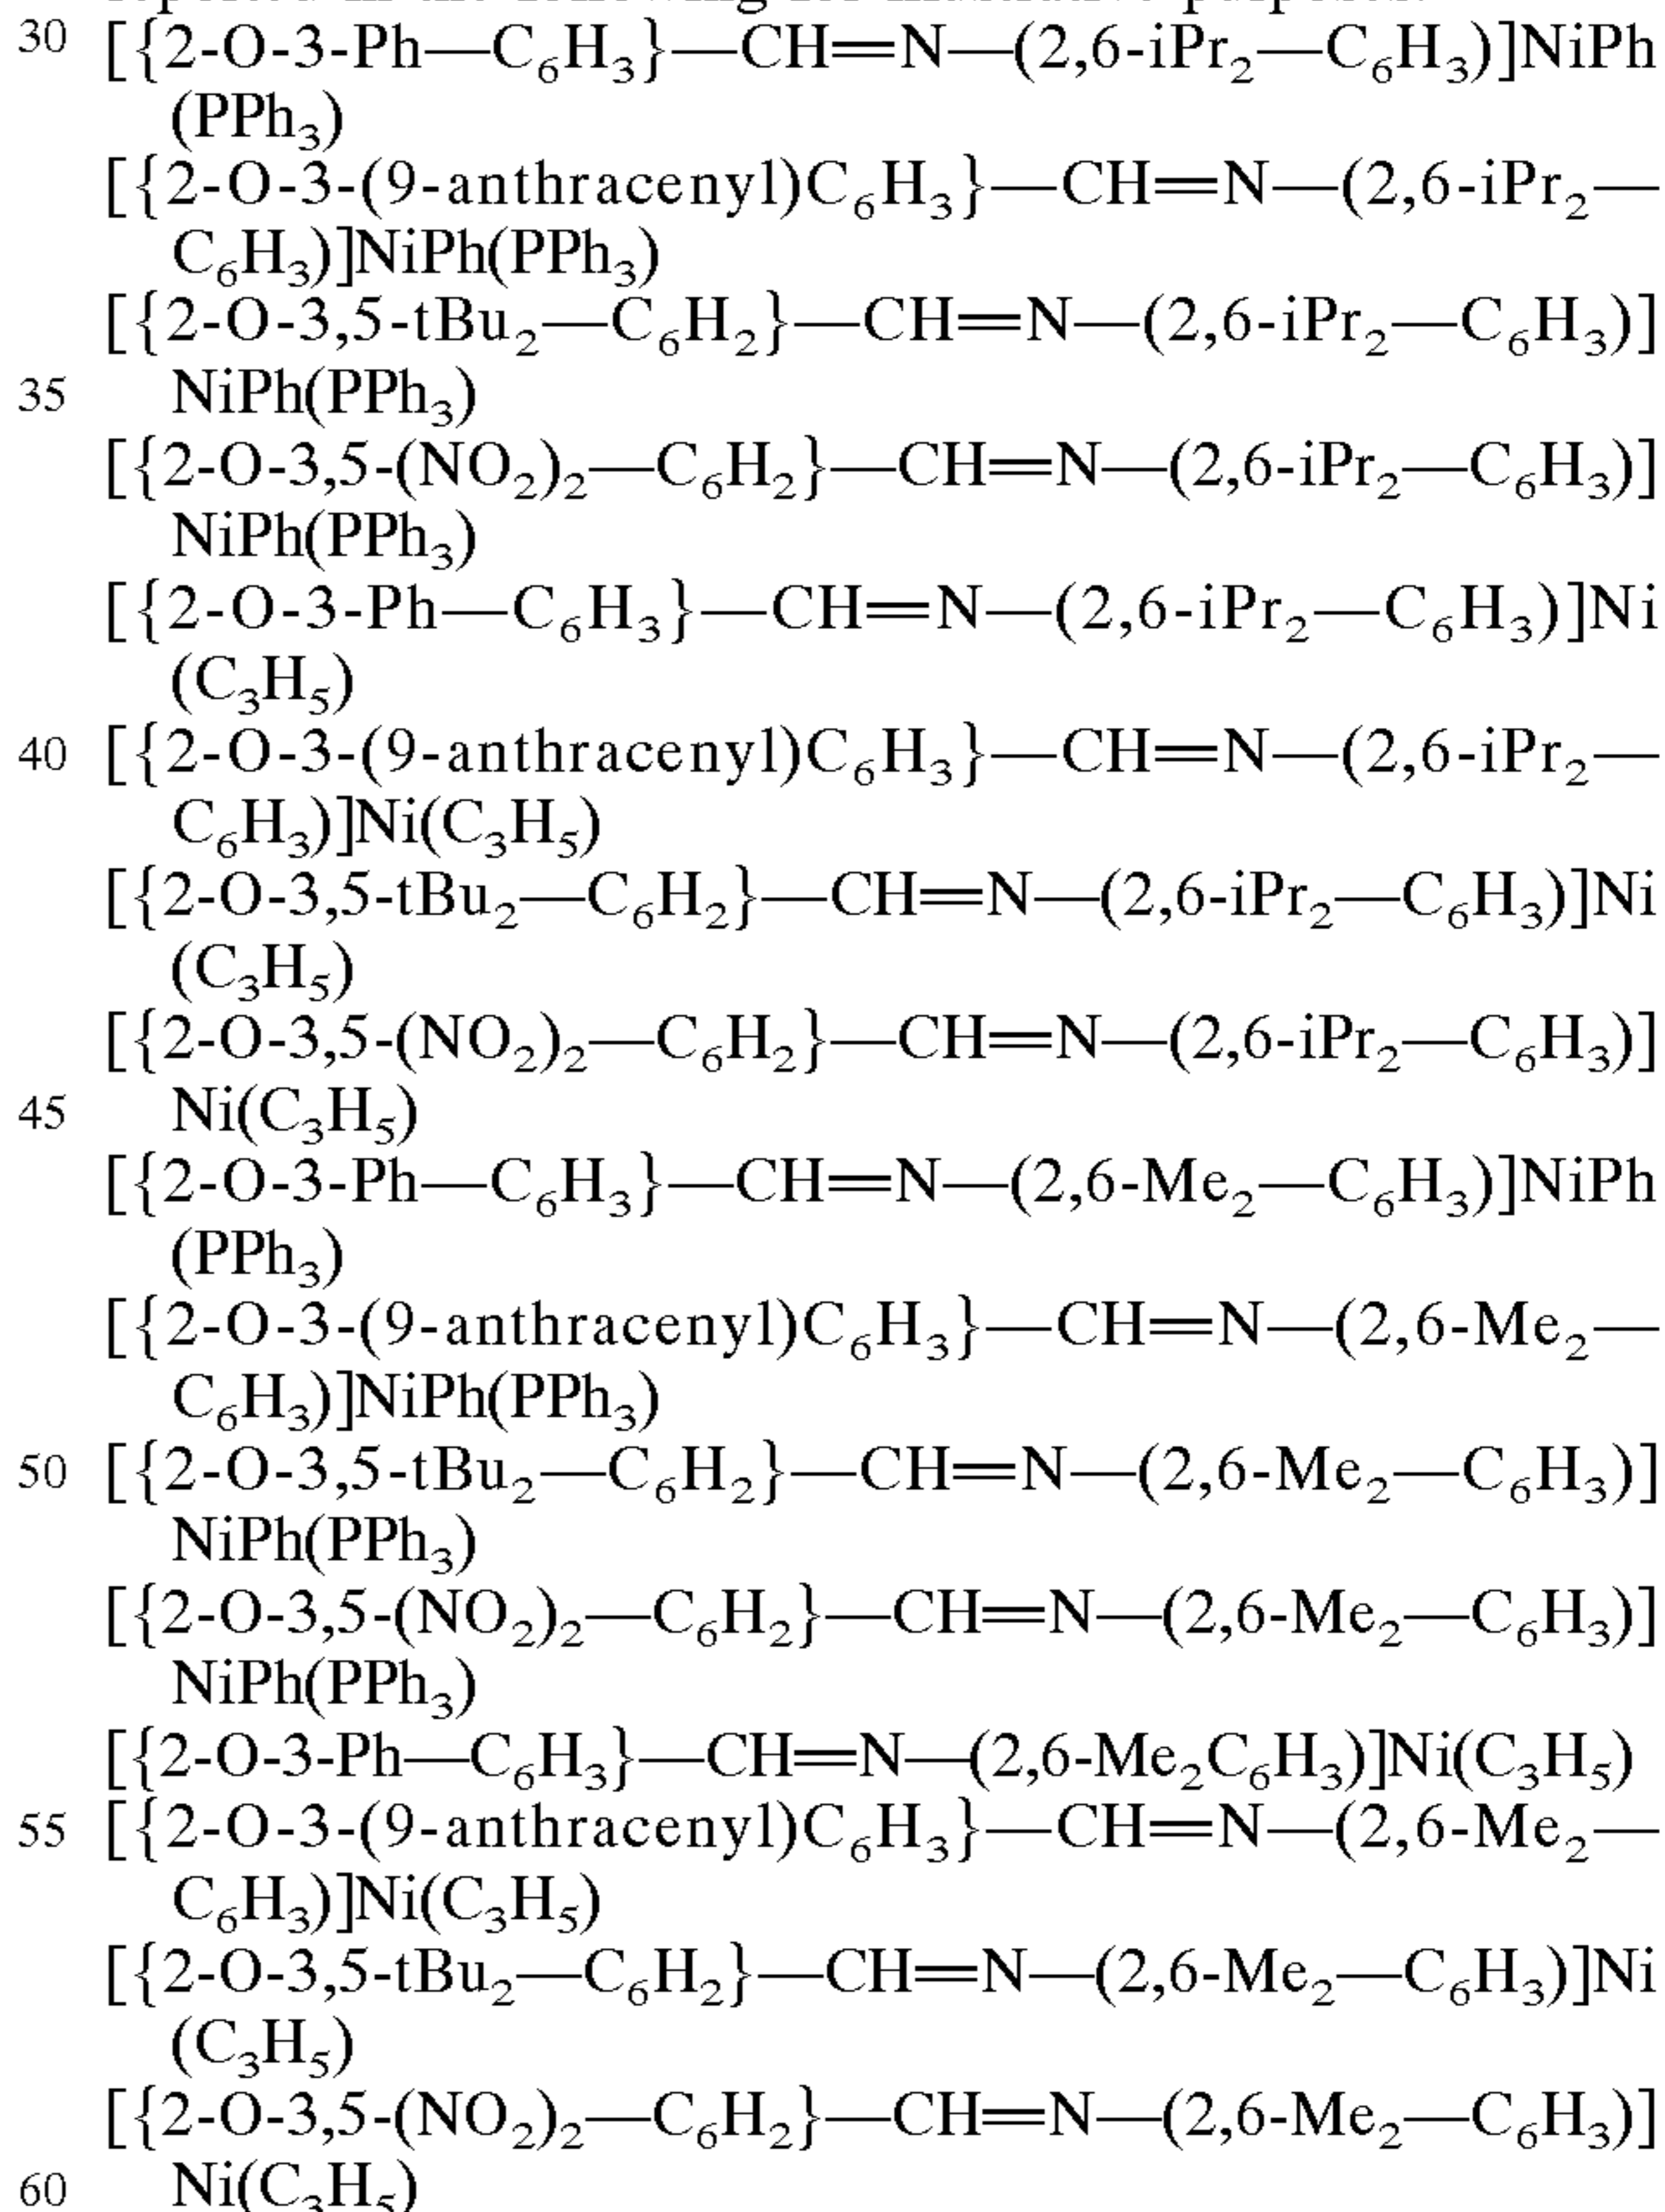 reported in the following for illustrative purposes:
30 [{2-O-3-Ph—C₆H₃}—CH=N—(2,6-iPr₂—C₆H₃)]NiPh
(PPh₃)
[{2-O-3-(9-anthracenyl)C₆H₃}—CH=N—(2,6-iPr₂—
C₆H₃)]NiPh(PPh₃)
[{2-O-3,5-tBu₂—C₆H₂}—CH=N—(2,6-iPr₂—C₆H₃)]
35 NiPh(PPh₃)
[{2-O-3,5-(NO₂)₂—C₆H₂}—CH=N—(2,6-iPr₂—C₆H₃)]
NiPh(PPh₃)
[{2-O-3-Ph—C₆H₃}—CH=N—(2,6-iPr₂—C₆H₃)]Ni
(C₃H₅)
40 [{2-O-3-(9-anthracenyl)C₆H₃}—CH=N—(2,6-iPr₂—
C₆H₃)]Ni(C₃H₅)
[{2-O-3,5-tBu₂—C₆H₂}—CH=N—(2,6-iPr₂—C₆H₃)]Ni
(C₃H₅)
[{2-O-3,5-(NO₂)₂—C₆H₂}—CH=N—(2,6-iPr₂—C₆H₃)]
45 Ni(C₃H₅)
[{2-O-3-Ph—C₆H₃}—CH=N—(2,6-Me₂—C₆H₃)]NiPh
(PPh₃)
[{2-O-3-(9-anthracenyl)C₆H₃}—CH=N—(2,6-Me₂—
C₆H₃)]NiPh(PPh₃)
50 [{2-O-3,5-tBu₂—C₆H₂}—CH=N—(2,6-Me₂—C₆H₃)]
NiPh(PPh₃)
[{2-O-3,5-(NO₂)₂—C₆H₂}—CH=N—(2,6-Me₂—C₆H₃)]
NiPh(PPh₃)
[{2-O-3-Ph—C₆H₃}—CH=N—(2,6-Me₂C₆H₃)]Ni(C₃H₅)
55 [{2-O-3-(9-anthracenyl)C₆H₃}—CH=N—(2,6-Me₂—
C₆H₃)]Ni(C₃H₅)
[{2-O-3,5-tBu₂—C₆H₂}—CH=N—(2,6-Me₂—C₆H₃)]Ni
(C₃H₅)
[{2-O-3,5-(NO₂)₂—C₆H₂}—CH=N—(2,6-Me₂—C₆H₃)]
60 Ni(C₃H₅)